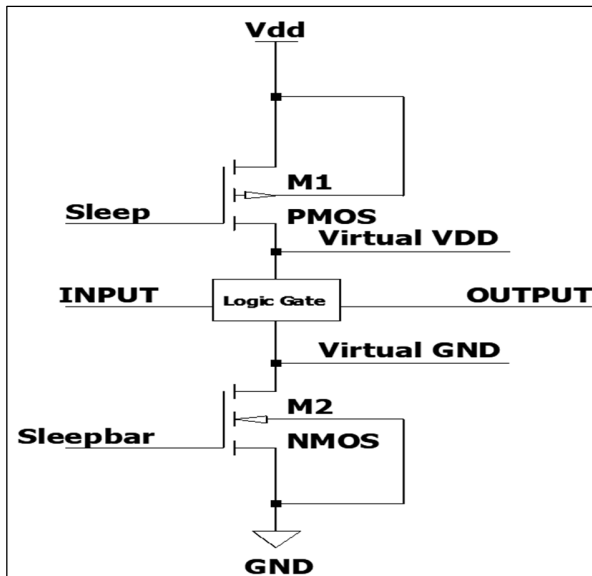 Vdd
M1
Sleep
PMOS
Virtual VDD
INPUT
Logic Gate
OUTPUT
Virtual GND
M2
Sleepbar
NMOS
GND